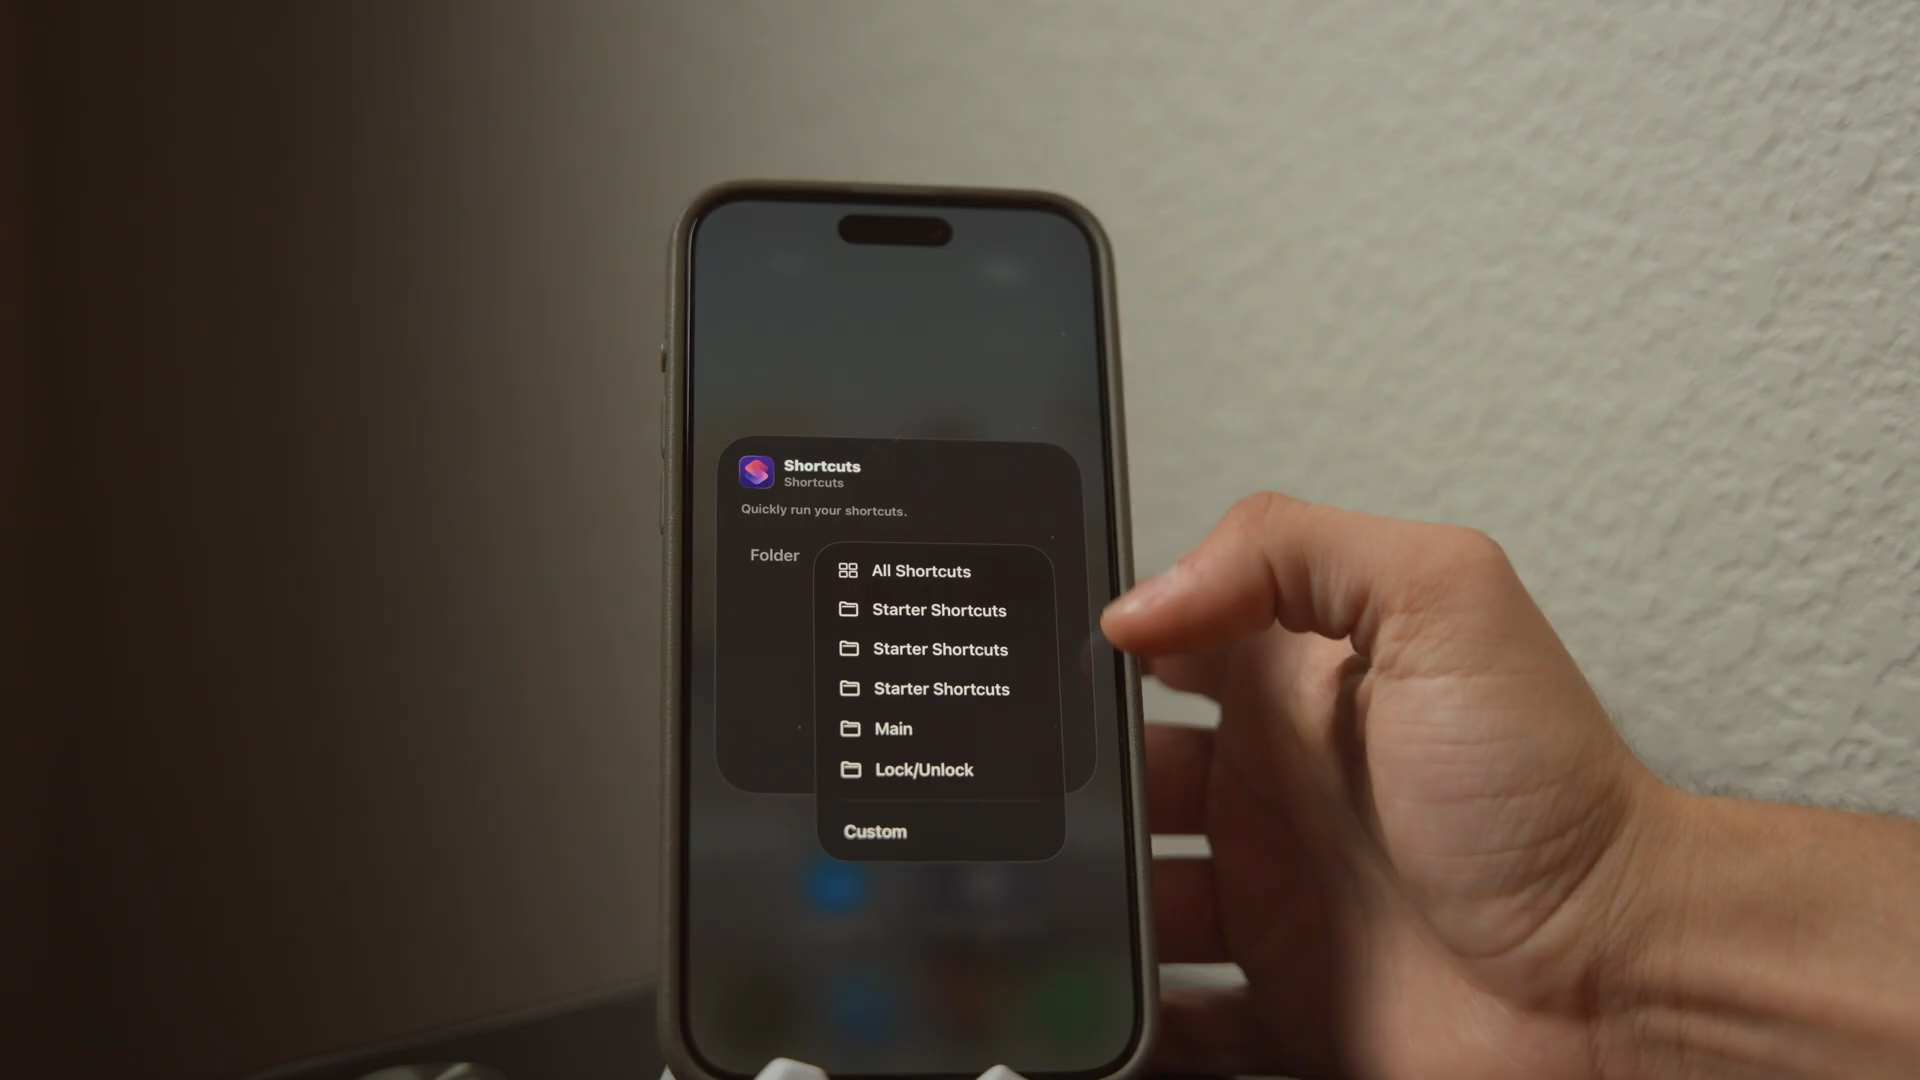 Shortcuts
Shortcuts
Quickly run your shortcuts.
Folder
All Shortcuts
Starter Shortcuts
Starter Shortcuts
Starter Shortcuts
Main
Lock/Unlock
Custom